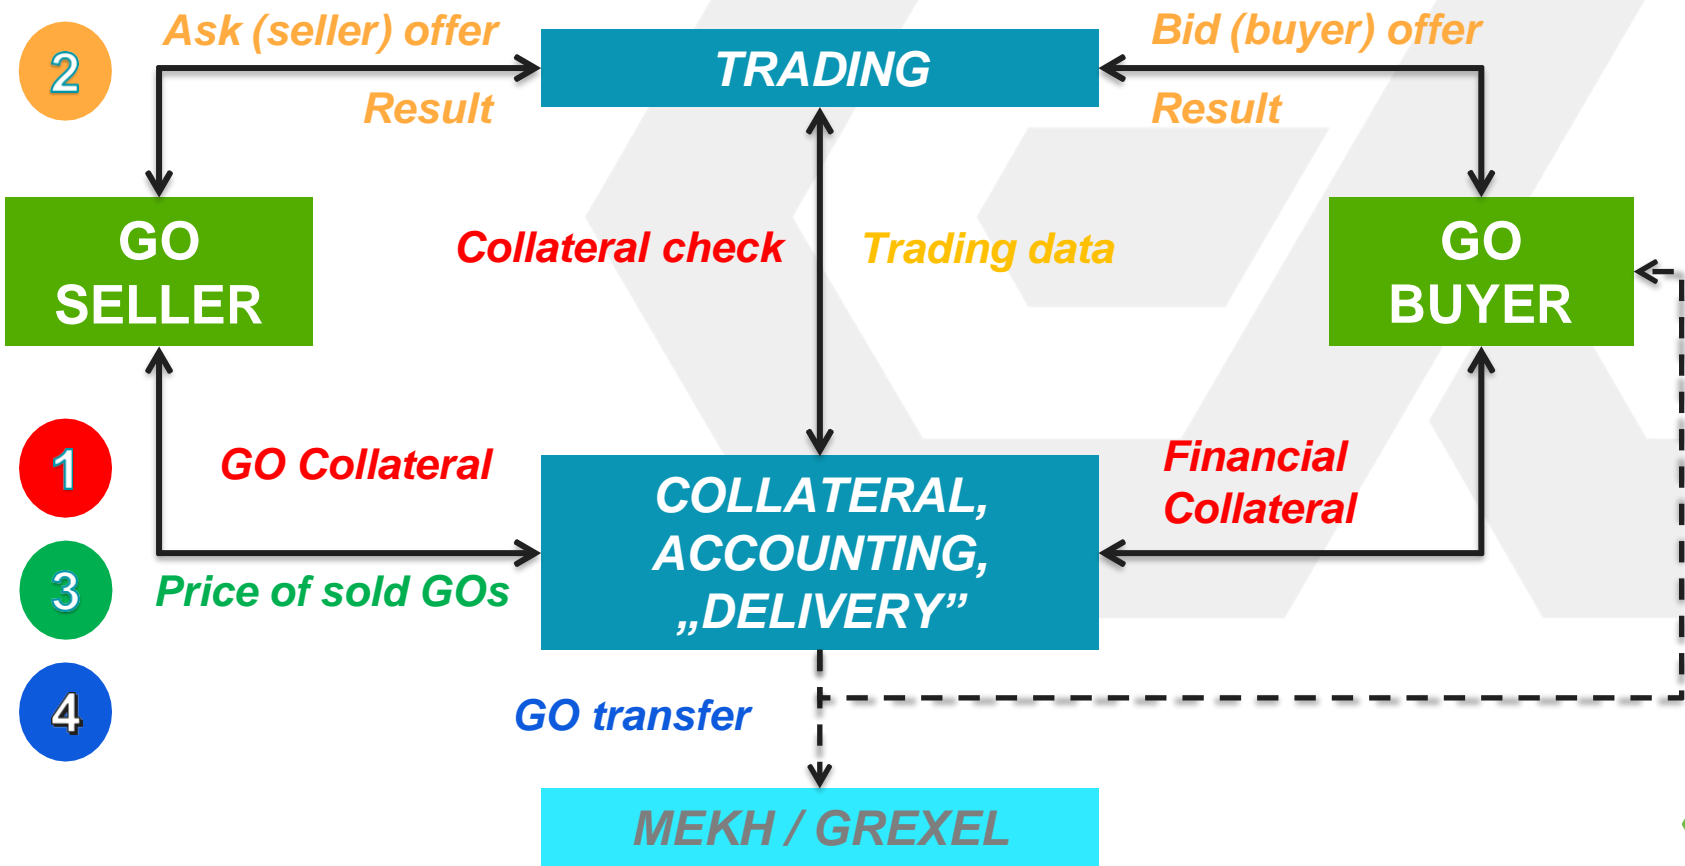 2
Ask (seller) offer
Result
TRADING
Bid (buyer) offer
Result
GO
SELLER
Collateral check
Trading data
GO
BUYER
1
GO Collateral
COLLATERAL,
ACCOUNTING,
„DELIVERY”
Financial
Collateral
3
Price of sold GOs
4
GO transfer
MEKH / GREXEL